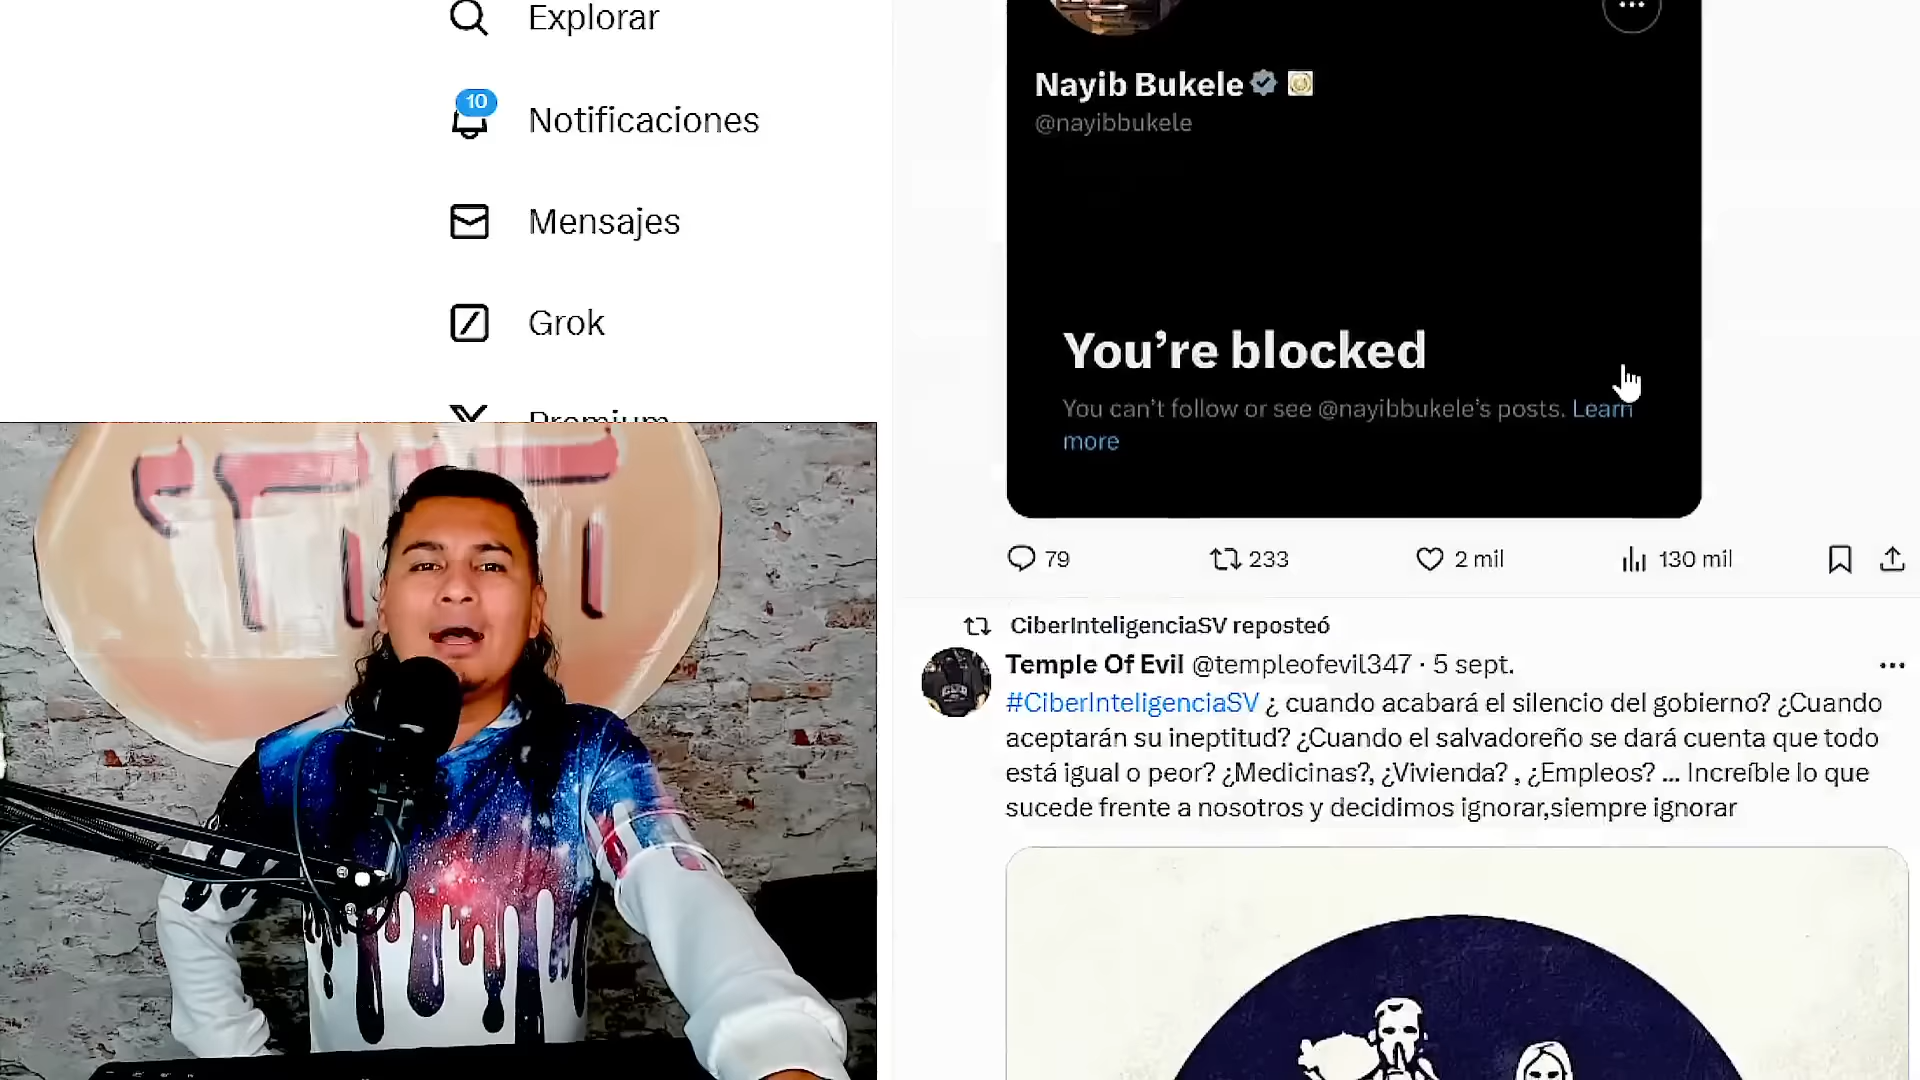 Explorar
10
Notificaciones
Mensajes
Grok
Premium
Nayib Bukele
@nayibbukele
You're blocked
You can't follow or see @nayibbukele's posts. Learn
more
79
233
2 mil
130 mil
CiberInteligenciaSV reposteó
Temple Of Evil @templeofevil347 · 5 sept.
#CiberInteligenciaSV ¿ cuando acabará el silencio del gobierno? ¿Cuando
aceptarán su ineptitud? ¿Cuando el salvadoreño se dará cuenta que todo
está igual o peor? ¿Medicinas?, ¿Vivienda? , ¿Empleos? ... Increíble lo que
sucede frente a nosotros y decidimos ignorar,siempre ignorar